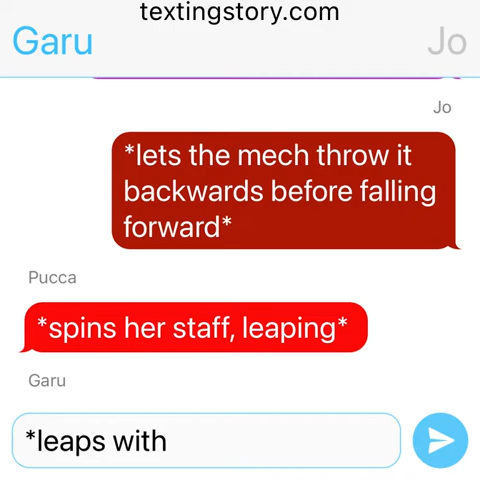 textingstory.com
Garu
Jo
Jo
*lets the mech throw it
backwards before falling
forward*
Pucca
*spins her staff, leaping*
Garu
*leaps with